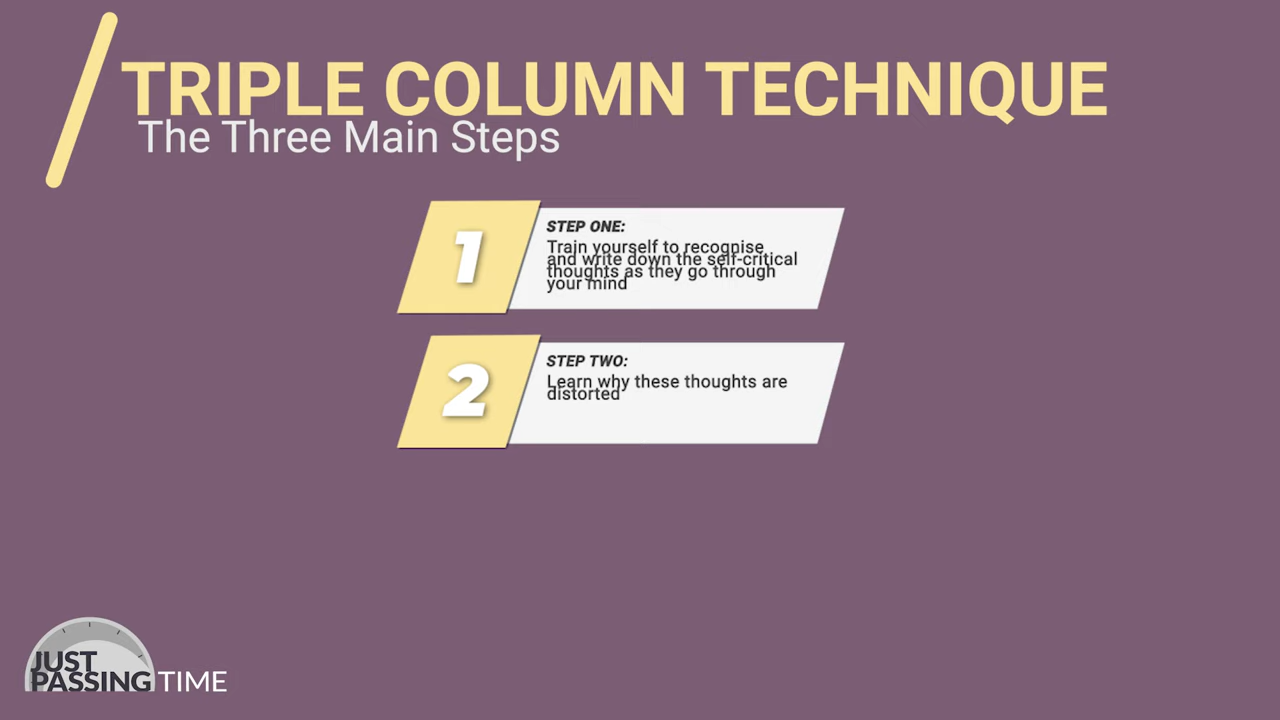 TRIPLE COLUMN TECHNIQUE
The Three Main Steps
1
STEP ONE:
Train yourself to recognise
and write down the self-critical
thoughts as they go through
your mind
2
STEP TWO:
Learn why these thoughts are
distorted
JUST
PASSING TIME